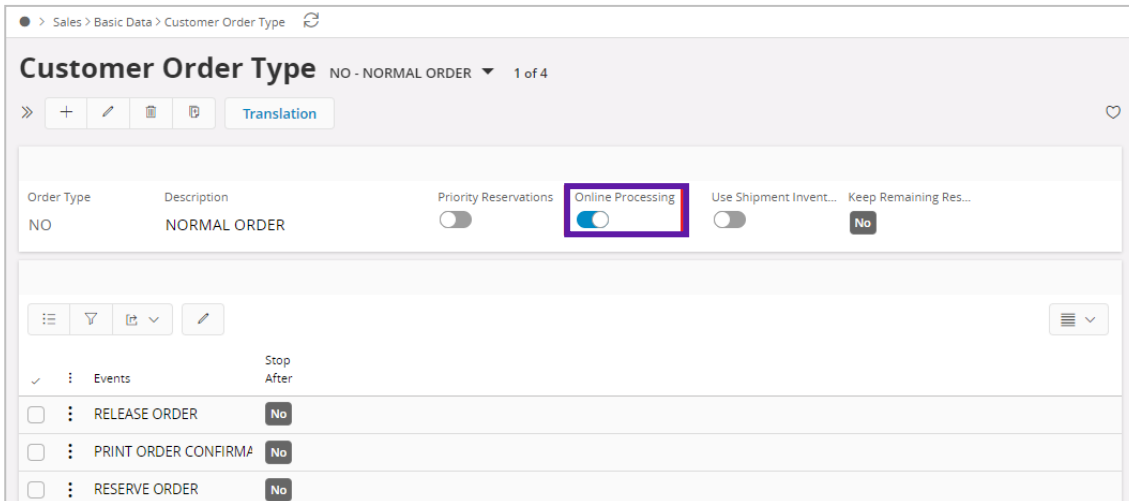 Sales > Basic Data > Customer Order Type
Customer Order Type NO - NORMAL ORDER 1 of 4
Translation
Order Type Description Priority Reservations Online Processing Use Shipment Invent... Keep Remaining Res...
NO NORMAL ORDER No
Stop
Events After
RELEASE ORDER No
PRINT ORDER CONFIRMA No
RESERVE ORDER No